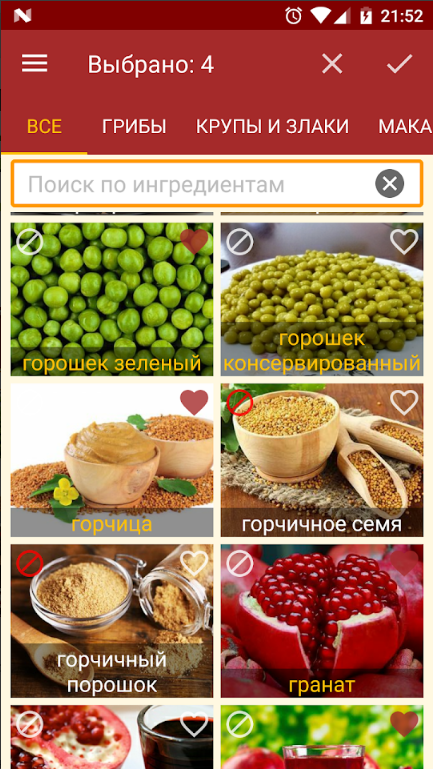 21:52
Выбрано: 4
ВСЕ ГРИБЫ КРУПЫ И ЗЛАКИ МАКА
Поиск по ингредиентам
горошек зеленый
горошек
консервированный
горчица
горчичное семя
горчичный
порошок
гранат